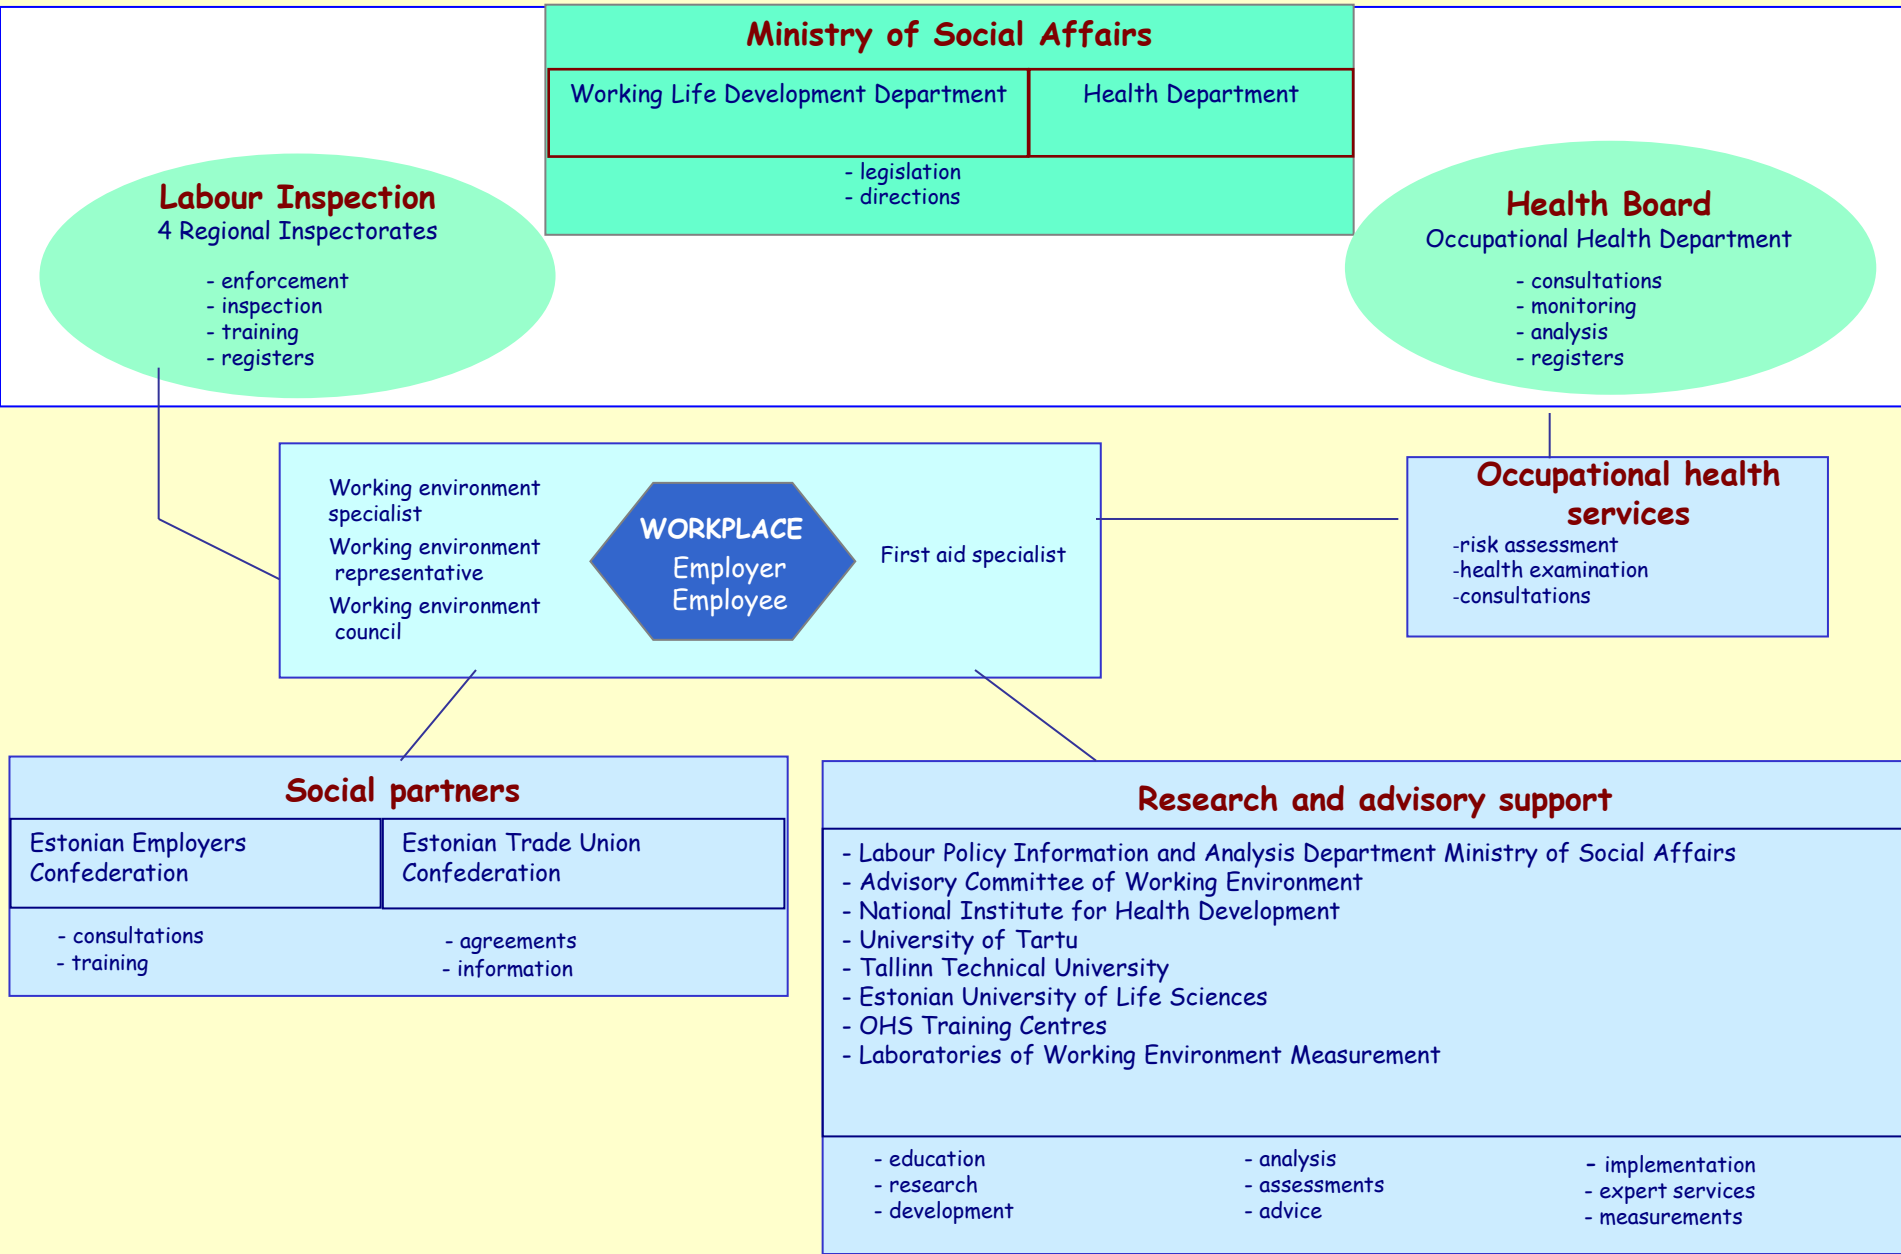 Ministry of Social Affairs
Working Life Development Department
Health Department
- legislation
- directions
Labour Inspection
4 Regional Inspectorates
- enforcement
- inspection
- training
- registers
Health Board
Occupational Health Department
- consultations
- monitoring
- analysis
- registers
Working environment
specialist
Working environment
representative
Working environment
council
WORKPLACE
Employer
Employee
First aid specialist
Occupational health
services
-risk assessment
-health examination
-consultations
Social partners
Estonian Employers
Confederation
Estonian Trade Union
Confederation
- consultations
- training
- agreements
- information
Research and advisory support
- Labour Policy Information and Analysis Department Ministry of Social Affairs
- Advisory Committee of Working Environment
- National Institute for Health Development
- University of Tartu
- Tallinn Technical University
- Estonian University of Life Sciences
- OHS Training Centres
- Laboratories of Working Environment Measurement
- education
- research
- development
- analysis
- assessments
- advice
- implementation
- expert services
- measurements